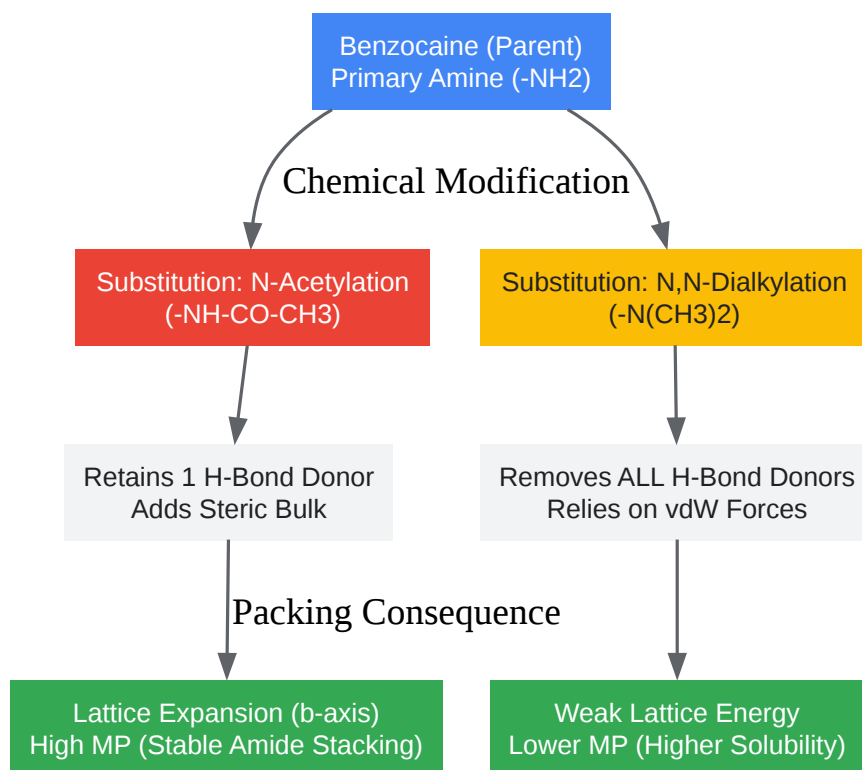 Benzocaine (Parent)
Primary Amine (-NH2)
Chemical Modification
Substitution: N-Acetylation
(-NH-CO-CH3)
Substitution: N,N-Dialkylation
(-N(CH3)2)
Retains 1 H-Bond Donor
Adds Steric Bulk
Removes ALL H-Bond Donors
Relies on vdW Forces
Packing Consequence
Lattice Expansion (b-axis)
High MP (Stable Amide Stacking)
Weak Lattice Energy
Lower MP (Higher Solubility)